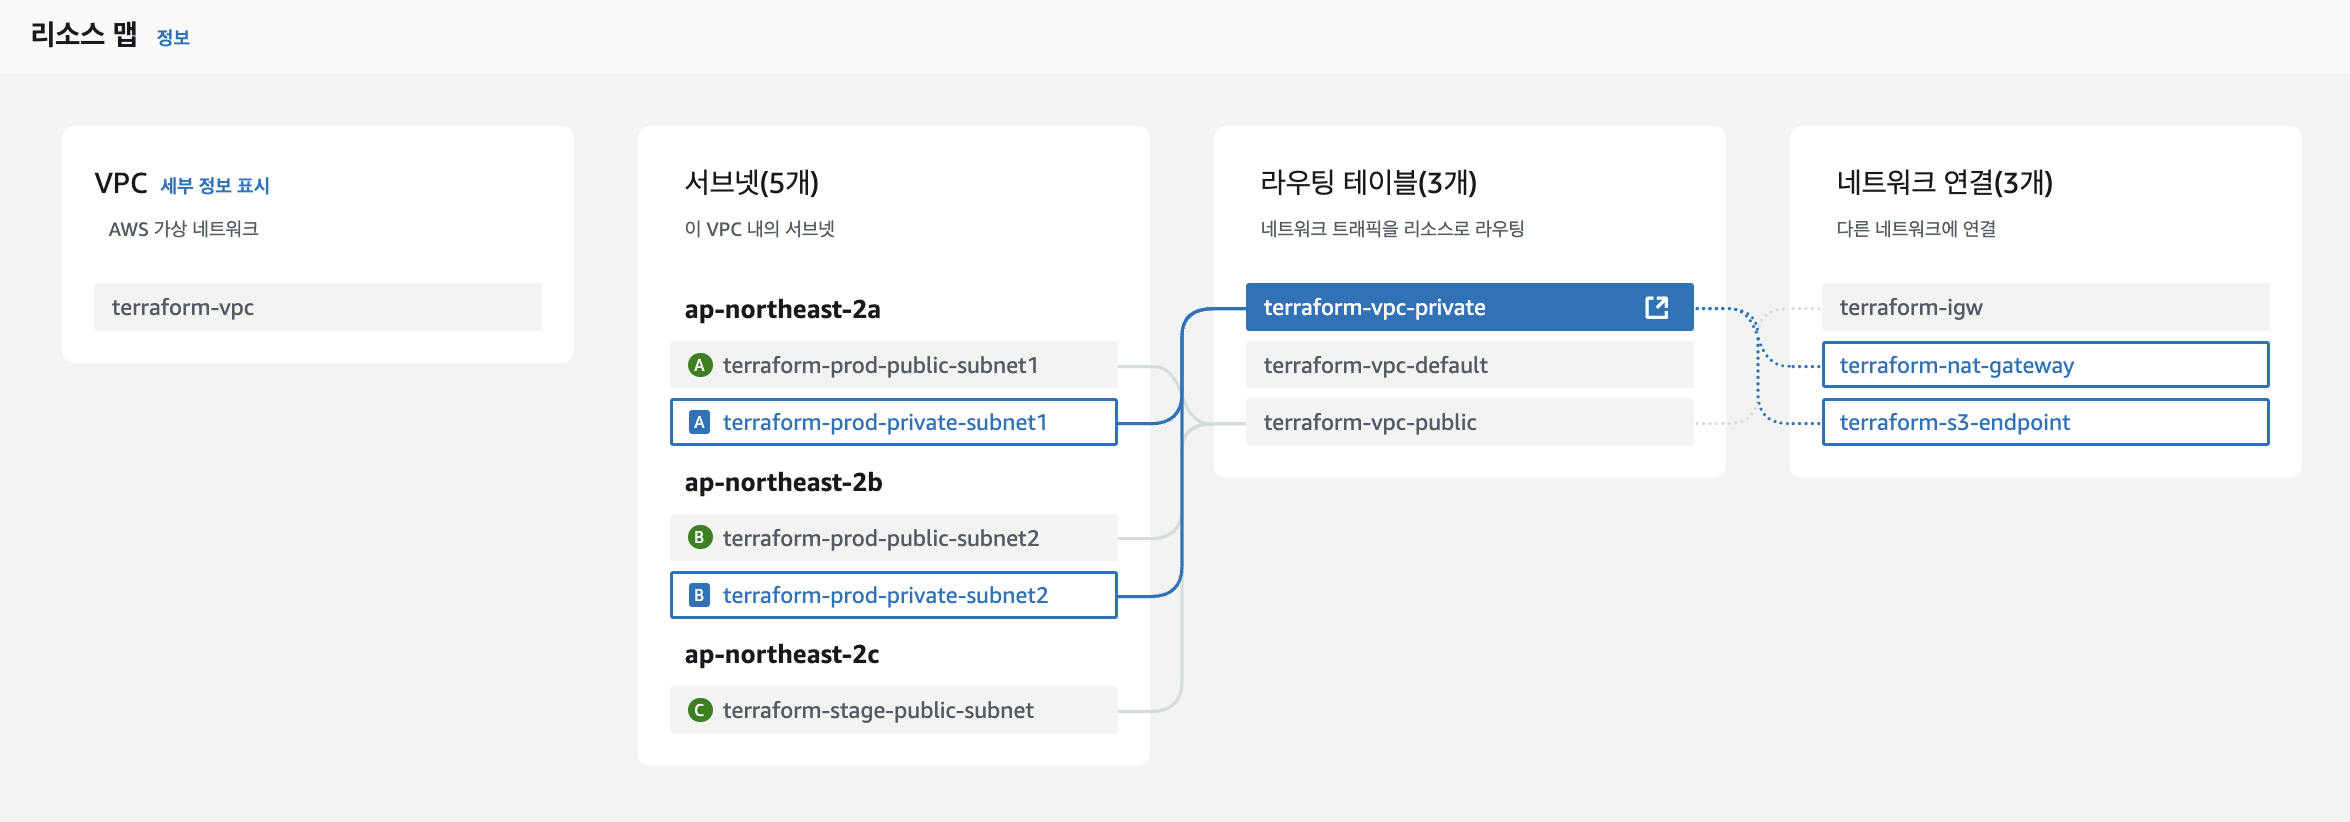 리소스 맵 정보
VPC 세부 정보 표시
AWS 가상 네트워크
terraform-vpc
서브넷(5개)
이 VPC 내의 서브넷
ap-northeast-2a
A terraform-prod-public-subnet1
A terraform-prod-private-subnet1
ap-northeast-2b
B terraform-prod-public-subnet2
B terraform-prod-private-subnet2
ap-northeast-2c
C terraform-stage-public-subnet
라우팅 테이블(3개)
네트워크 트래픽을 리소스로 라우팅
terraform-vpc-private
terraform-vpc-default
terraform-vpc-public
네트워크 연결(3개)
다른 네트워크에 연결
terraform-igw
terraform-nat-gateway
terraform-s3-endpoint